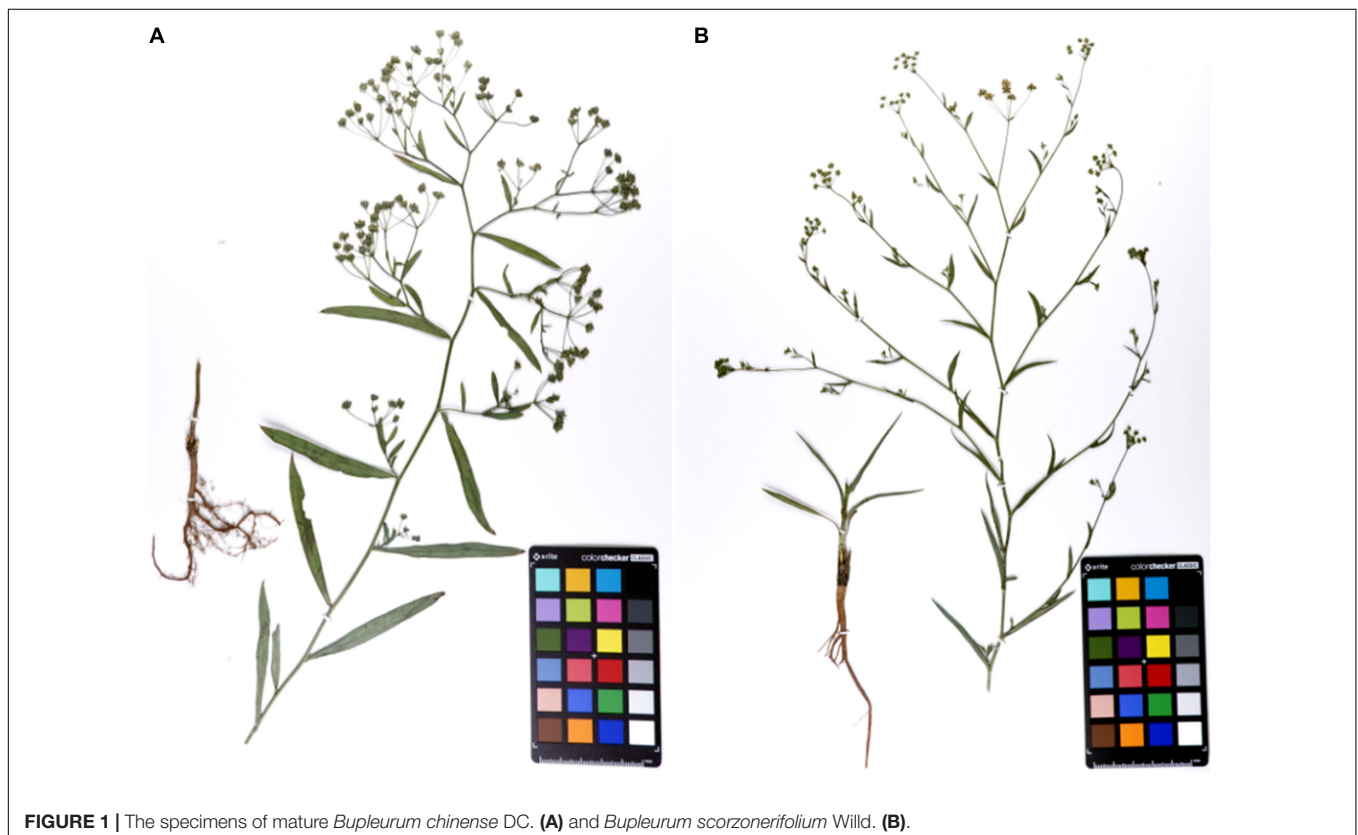 A
B
x-rite colorchecker CLASSIC
x-rite colorchecker CLASSIC
FIGURE 1 | The specimens of mature Bupleurum chinense DC. (A) and Bupleurum scorzonerifolium Willd. (B).